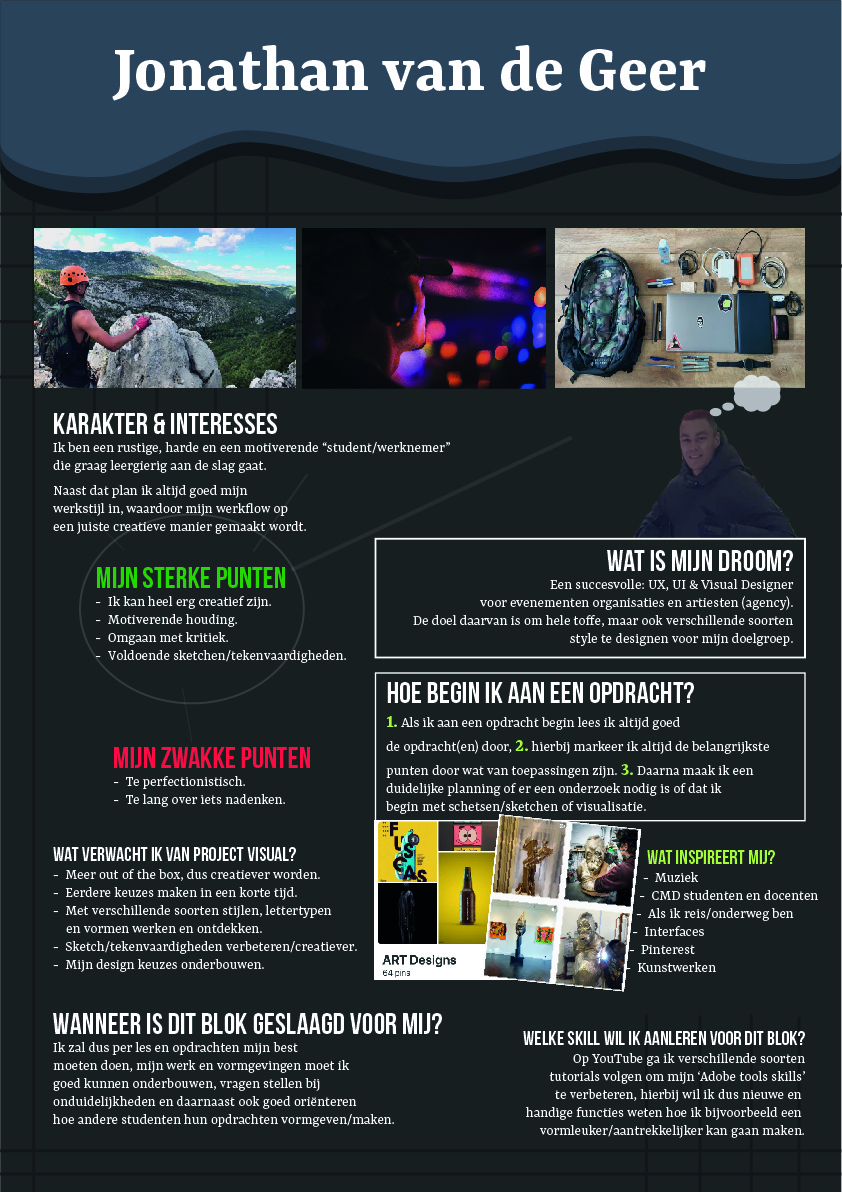 Jonathan van de Geer
KARAKTER & INTERESSES
Ik ben een rustige, harde en een motiverende “student/werknemer”
die graag leergierig aan de slag gaat.
Naast dat plan ik altijd goed mijn
werkstijl in, waardoor mijn werkflow op
een juiste creatieve manier gemaakt wordt.
MIJN STERKE PUNTEN
- Ik kan heel erg creatief zijn.
- Motiverende houding.
- Omgaan met kritiek.
- Voldoende sketchen/tekenvaardigheden.
MIJN ZWAKKE PUNTEN
- Te perfectionistisch.
- Te lang over iets nadenken.
WAT IS MIJN DROOM?
Een succesvolle: UX, UI & Visual Designer
voor evenementen organisaties en artiesten (agency).
De doel daarvan is om hele toffe, maar ook verschillende soorten
style te designen voor mijn doelgroep.
HOE BEGIN IK AAN EEN OPDRACHT?
1. Als ik aan een opdracht begin lees ik altijd goed
de opdracht(en) door, 2. hierbij markeer ik altijd de belangrijkste
punten door wat van toepassingen zijn. 3. Daarna maak ik een
duidelijke planning of er een onderzoek nodig is of dat ik
begin met schetsen/sketchen of visualisatie.
WAT VERWACHT IK VAN PROJECT VISUAL?
- Meer out of the box, dus creatiever worden.
- Eerdere keuzes maken in een korte tijd.
- Met verschillende soorten stijlen, lettertypen
en vormen werken en ontdekken.
- Sketch/tekenvaardigheden verbeteren/creatiever.
- Mijn design keuzes onderbouwen.
ART Designs
64 pins
WAT INSPIREERT MIJ?
- Muziek
- CMD studenten en docenten
- Als ik reis/onderweg ben
- Interfaces
- Pinterest
- Kunstwerken
WANNEER IS DIT BLOK GESLAAGD VOOR MIJ?
Ik zal dus per les en opdrachten mijn best
moeten doen, mijn werk en vormgevingen moet ik
goed kunnen onderbouwen, vragen stellen bij
onduidelijkheden en daarnaast ook goed oriënteren
hoe andere studenten hun opdrachten vormgeven/maken.
WELKE SKILL WIL IK AANLEREN VOOR DIT BLOK?
Op YouTube ga ik verschillende soorten
tutorials volgen om mijn ‘Adobe tools skills’
te verbeteren, hierbij wil ik dus nieuwe en
handige functies weten hoe ik bijvoorbeeld een
vormleuker/aantrekkelijker kan gaan maken.